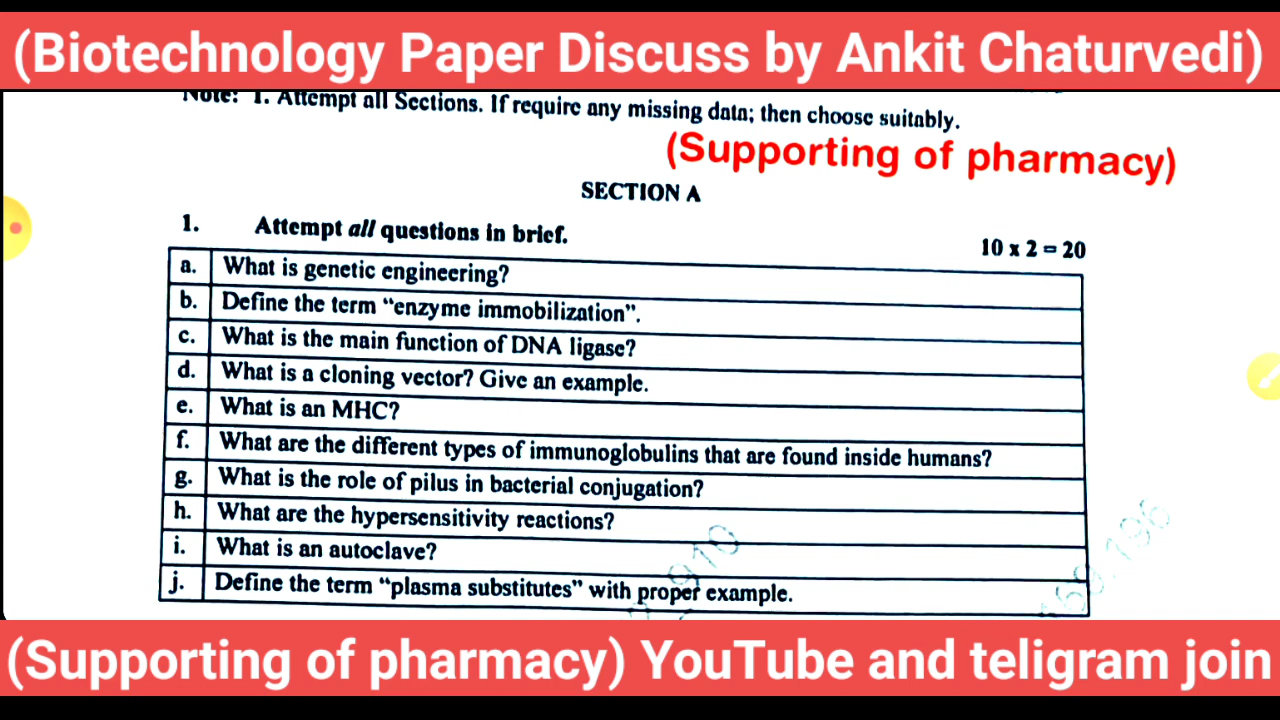 (Biotechnology Paper Discuss by Ankit Chaturvedi)
Note: 1. Attempt all Sections. If require any missing data; then choose suitably.
(Supporting of pharmacy)
SECTION A
1. Attempt all questions in brief. 10 x 2 = 20
a. What is genetic engineering?
b. Define the term “enzyme immobilization”.
c. What is the main function of DNA ligase?
d. What is a cloning vector? Give an example.
e. What is an MHC?
f. What are the different types of immunoglobulins that are found inside humans?
g. What is the role of pilus in bacterial conjugation?
h. What are the hypersensitivity reactions?
i. What is an autoclave?
j. Define the term “plasma substitutes” with proper example.
(Supporting of pharmacy) YouTube and teligram join